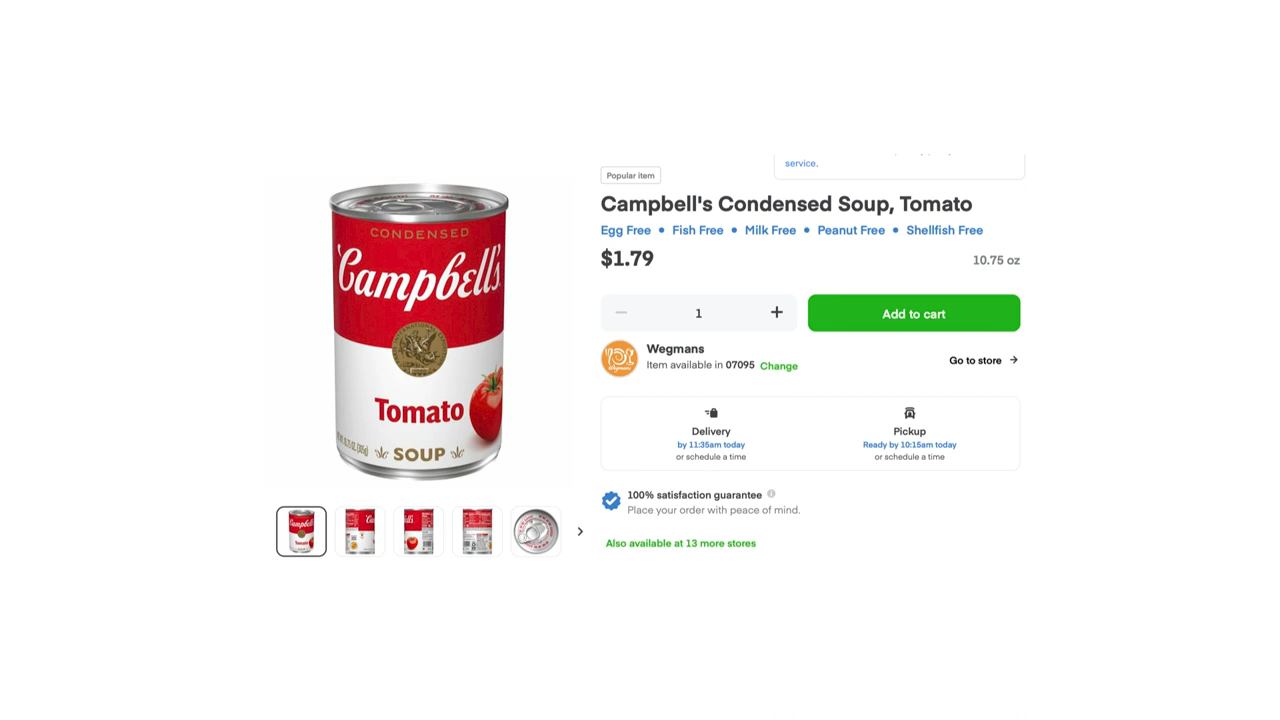 service.
Popular item
Campbell's Condensed Soup, Tomato
Egg Free • Fish Free • Milk Free • Peanut Free • Shellfish Free
$1.79
10.75 oz
1
Add to cart
Wegmans
Item available in 07095 Change
Go to store
Delivery
by 11:35am today
or schedule a time
Pickup
Ready by 10:15am today
or schedule a time
100% satisfaction guarantee
Place your order with peace of mind.
Also available at 13 more stores
CONDENSED
Campbell's
Tomato
SOUP